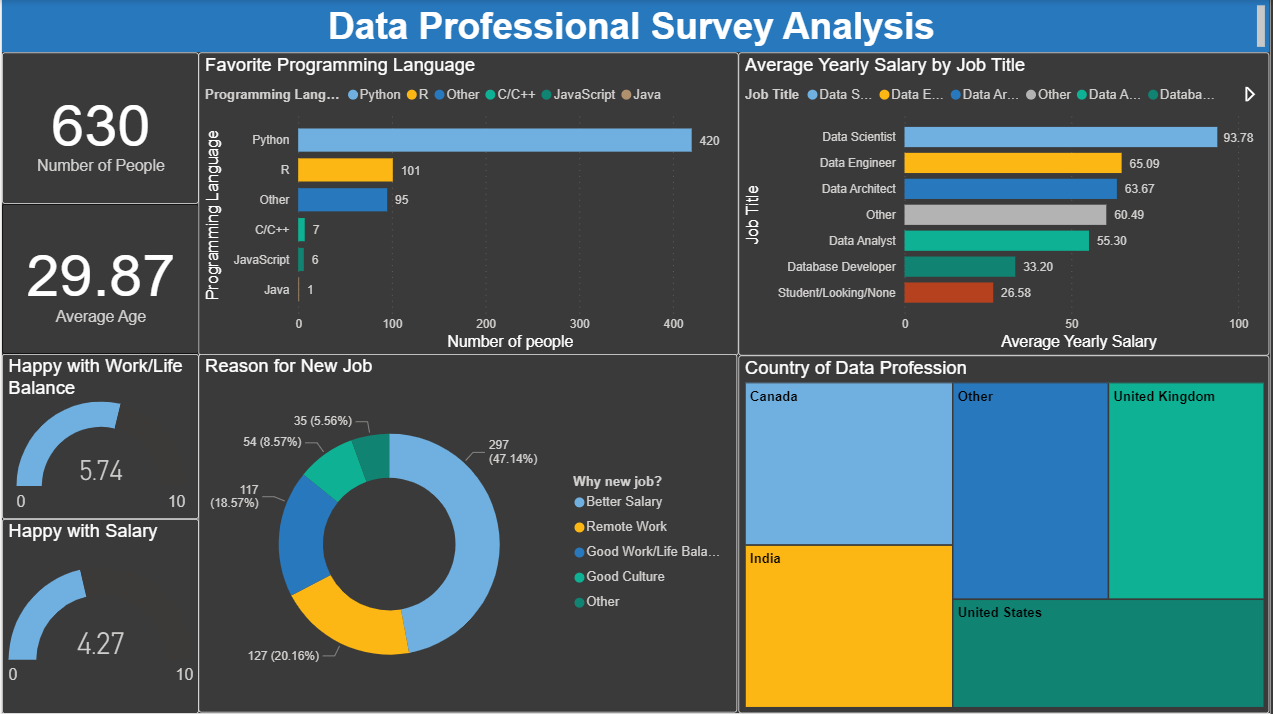 Data Professional Survey Analysis
630
Number of People
29.87
Average Age
Happy with Work/Life
Balance
5.74
0
10
Happy with Salary
4.27
0
10
Favorite Programming Language
Programming Lang... Python R Other C/C++ JavaScript Java
Programming Language
Python 420
R 101
Other 95
C/C++ 7
JavaScript 6
Java 1
0 100 200 300 400
Number of people
Average Yearly Salary by Job Title
Job Title Data S... Data E... Data Ar... Other Data A... Databa...
Job Title
Data Scientist 93.78
Data Engineer 65.09
Data Architect 63.67
Other 60.49
Data Analyst 55.30
Database Developer 33.20
Student/Looking/None 26.58
0 50 100
Average Yearly Salary
Reason for New Job
35 (5.56%)
54 (8.57%)
297
(47.14%)
117
(18.57%)
127 (20.16%)
Why new job?
Better Salary
Remote Work
Good Work/Life Bala...
Good Culture
Other
Country of Data Profession
Canada
Other
United Kingdom
India
United States